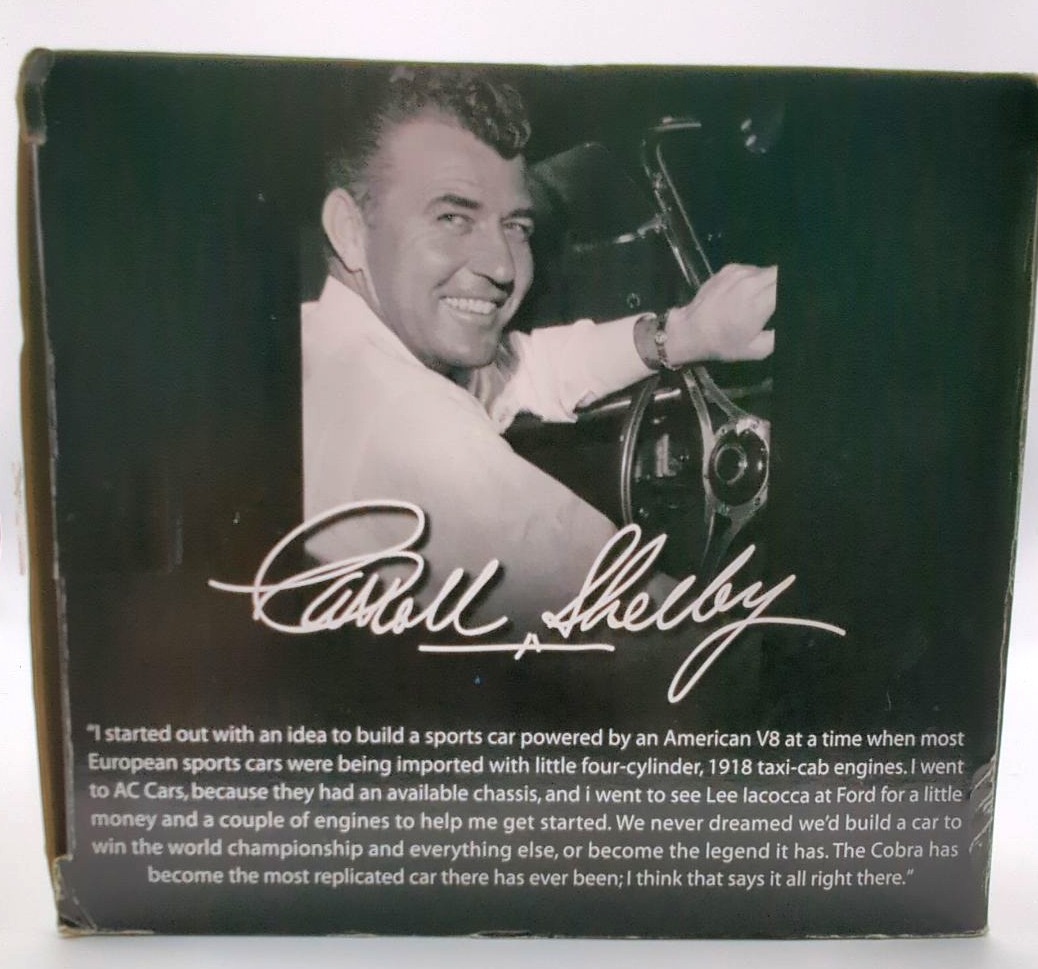 Carroll Shelby
"I started out with an idea to build a sports car powered by an American V8 at a time when most
European sports cars were being imported with little four-cylinder, 1918 taxi-cab engines. I went
to AC Cars, because they had an available chassis, and i went to see Lee Iacocca at Ford for a little
money and a couple of engines to help me get started. We never dreamed we'd build a car to
win the world championship and everything else, or become the legend it has. The Cobra has
become the most replicated car there has ever been; I think that says it all right there."